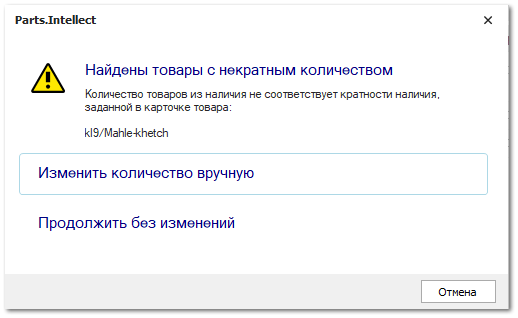 Parts.Intellect
Найдены товары с некратным количеством
Количество товаров из наличия не соответствует кратности наличия,
заданной в карточке товара:
kl9/Mahle-khetch
Изменить количество вручную
Продолжить без изменений
Отмена